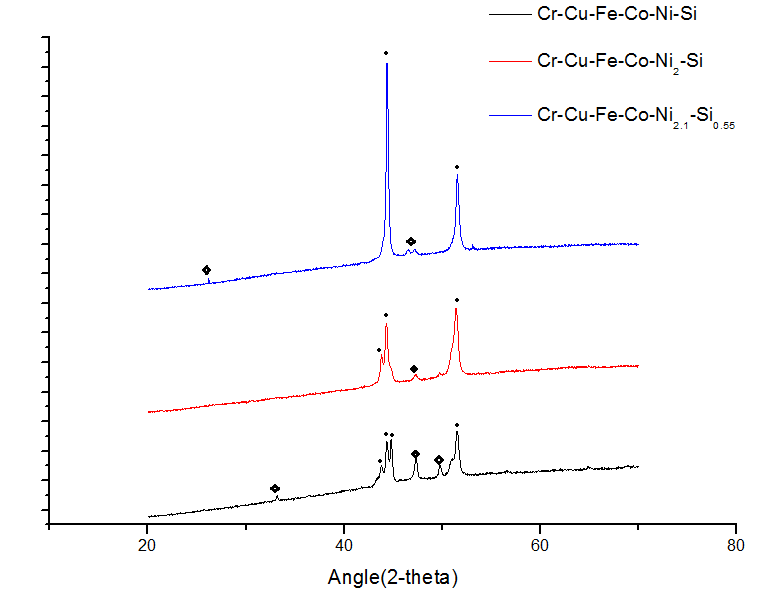 Cr-Cu-Fe-Co-Ni-Si
Cr-Cu-Fe-Co-Ni₂-Si
Cr-Cu-Fe-Co-Ni₂.₁-Si₀.₅₅
20 40 60 80
Angle(2-theta)